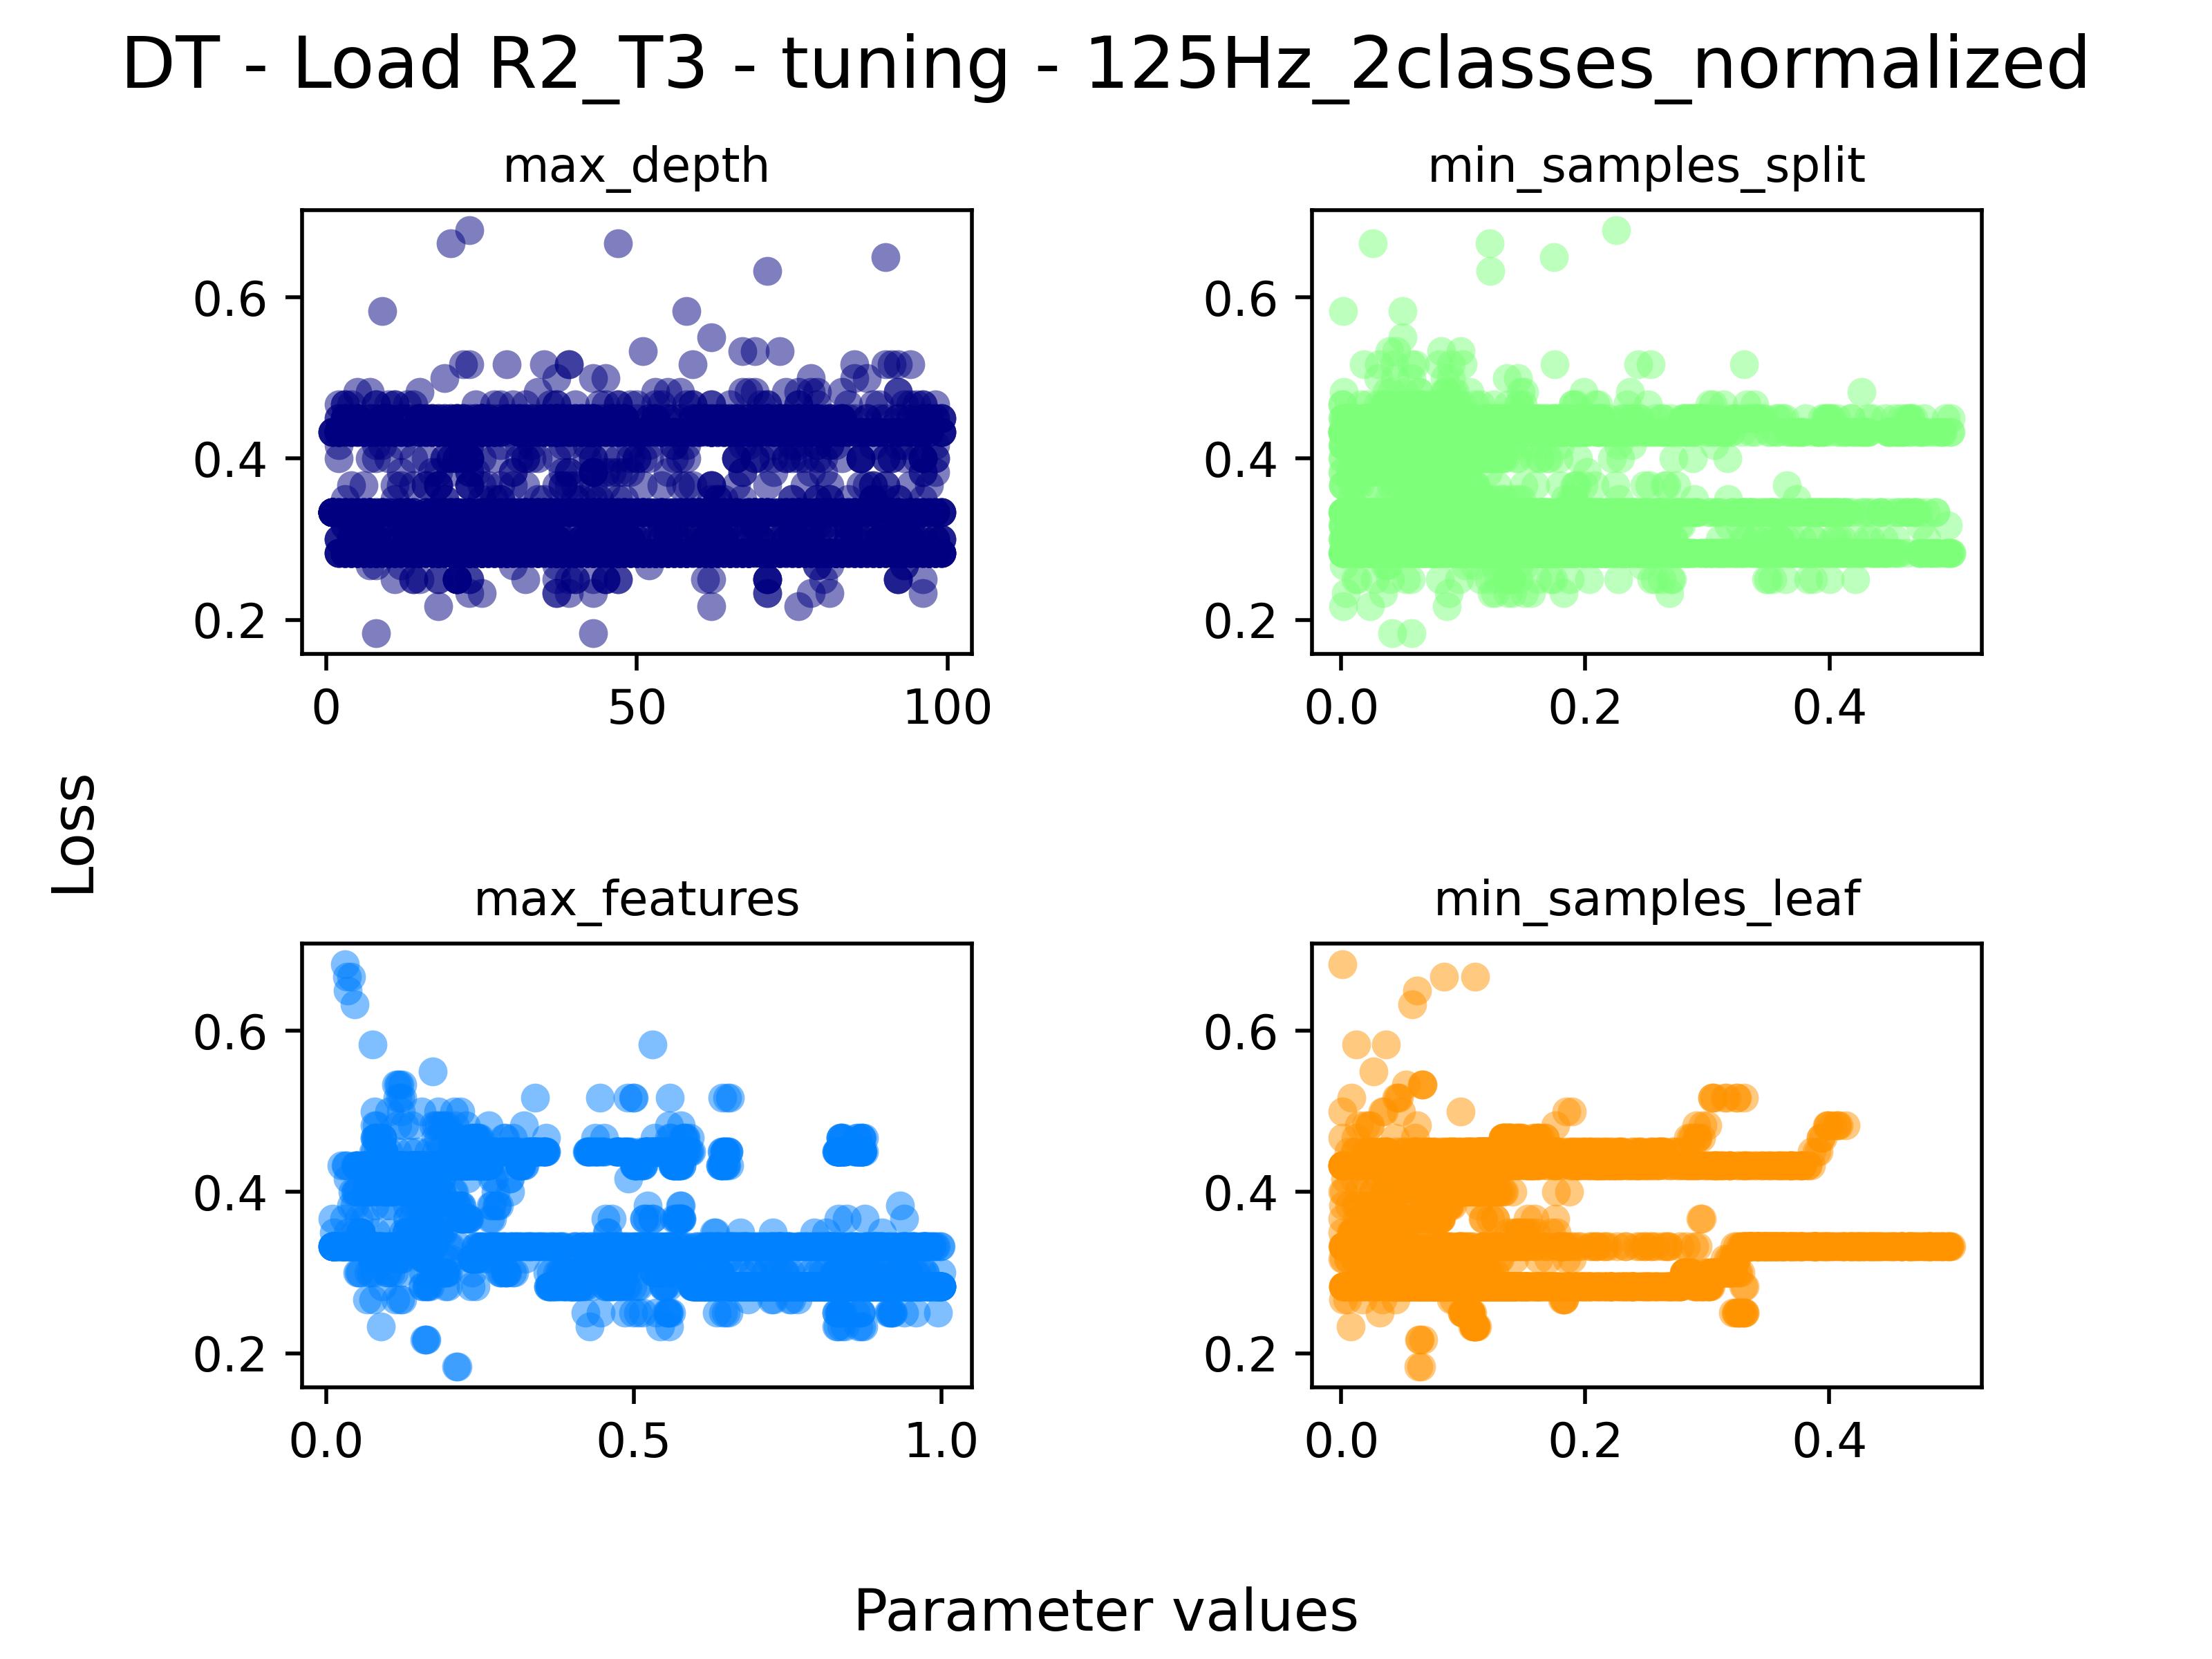 DT - Load R2_T3 - tuning - 125Hz_2classes_normalized
max_depth
min_samples_split
0.6
0.4
0.2
0 50 100
0.6
0.4
0.2
0.0 0.2 0.4
Loss
max_features
min_samples_leaf
0.6
0.4
0.2
0.0 0.5 1.0
0.6
0.4
0.2
0.0 0.2 0.4
Parameter values